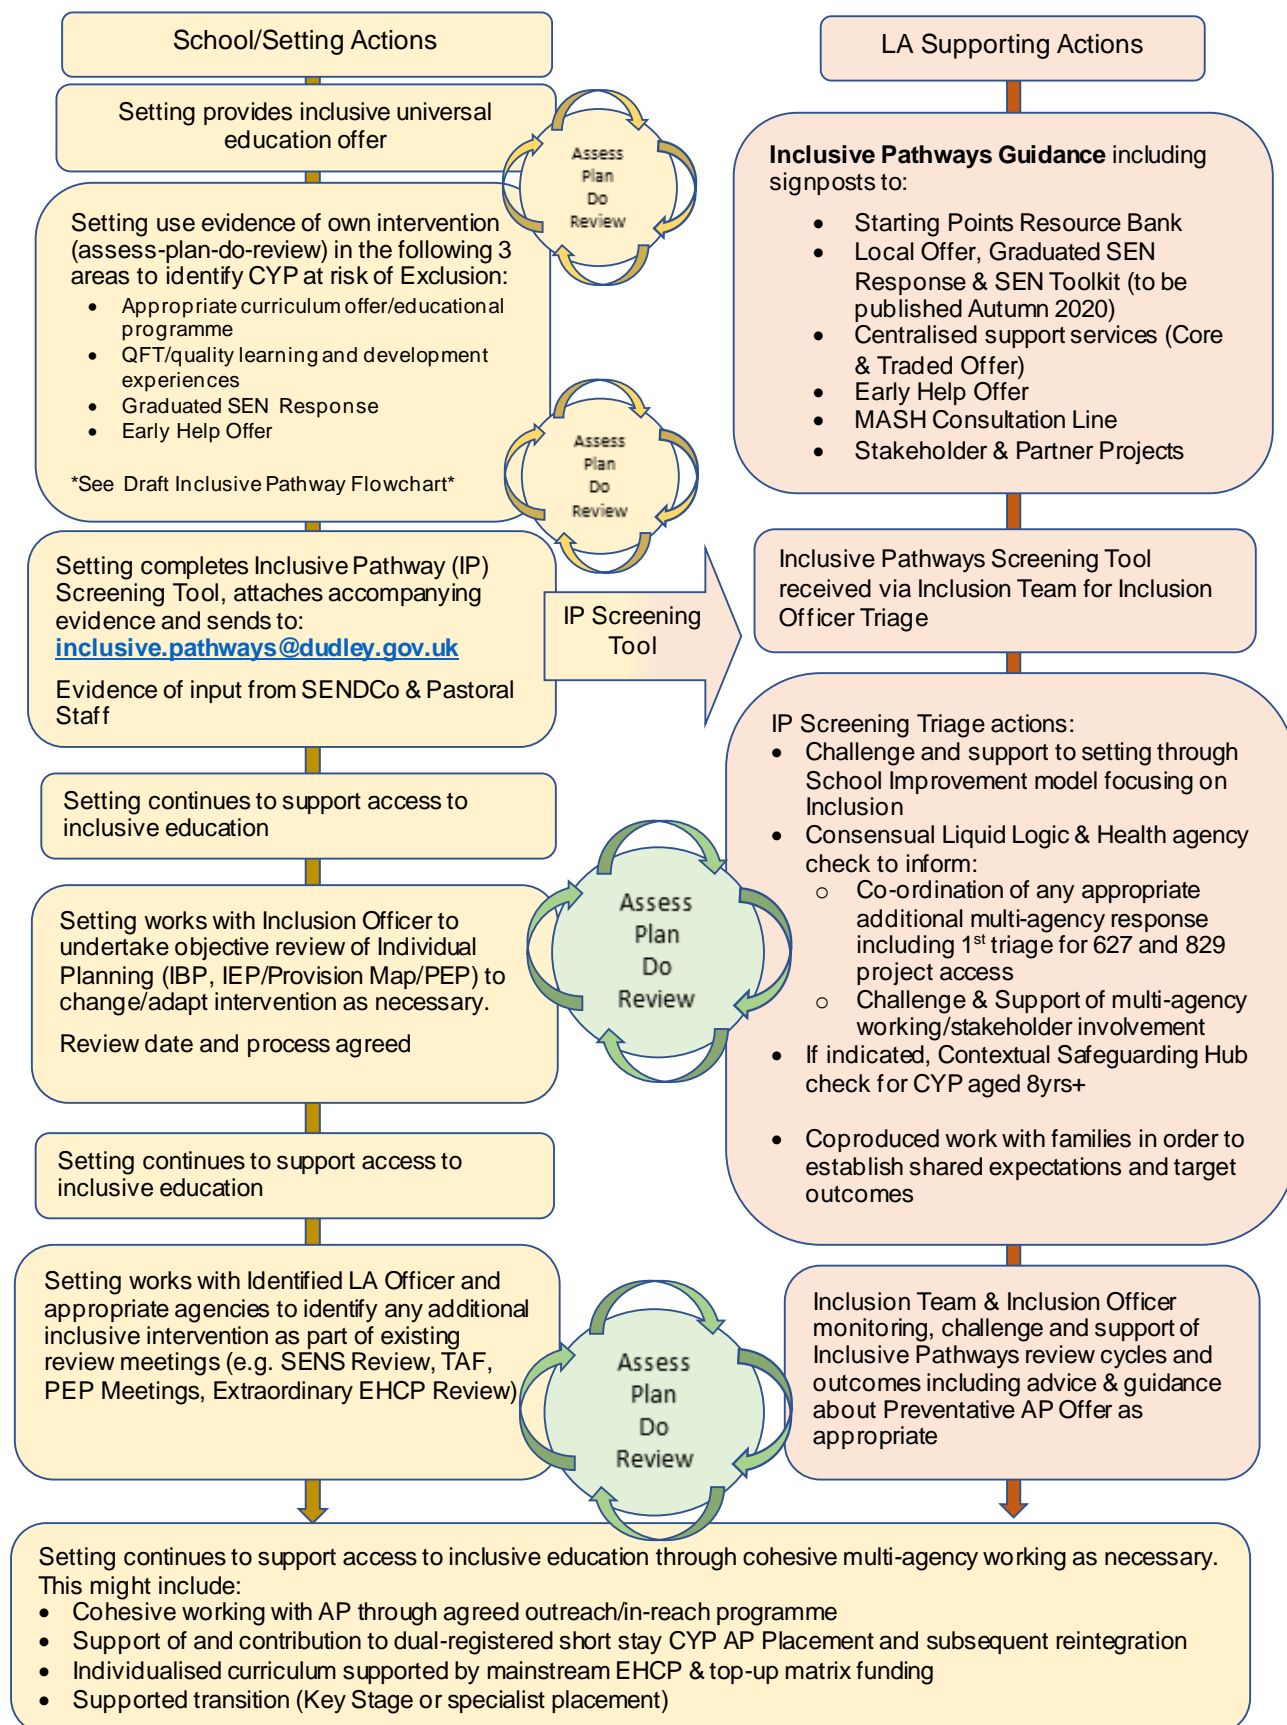 School/Setting Actions
Setting provides inclusive universal
education offer
Setting use evidence of own intervention
(assess-plan-do-review) in the following 3
areas to identify CYP at risk of Exclusion:
• Appropriate curriculum offer/educational
programme
• QFT/quality learning and development
experiences
• Graduated SEN Response
• Early Help Offer
*See Draft Inclusive Pathway Flowchart*
Setting completes Inclusive Pathway (IP)
Screening Tool, attaches accompanying
evidence and sends to:
inclusive.pathways@dudley.gov.uk
Evidence of input from SENDCo & Pastoral
Staff
Setting continues to support access to
inclusive education
Setting works with Inclusion Officer to
undertake objective review of Individual
Planning (IBP, IEP/Provision Map/PEP) to
change/adapt intervention as necessary.
Review date and process agreed
Setting continues to support access to
inclusive education
Setting works with Identified LA Officer and
appropriate agencies to identify any additional
inclusive intervention as part of existing
review meetings (e.g. SENS Review, TAF,
PEP Meetings, Extraordinary EHCP Review)
Assess
Plan
Do
Review
Assess
Plan
Do
Review
IP Screening
Tool
Assess
Plan
Do
Review
Assess
Plan
Do
Review
LA Supporting Actions
Inclusive Pathways Guidance including
signposts to:
• Starting Points Resource Bank
• Local Offer, Graduated SEN
Response & SEN Toolkit (to be
published Autumn 2020)
• Centralised support services (Core
& Traded Offer)
• Early Help Offer
• MASH Consultation Line
• Stakeholder & Partner Projects
Inclusive Pathways Screening Tool
received via Inclusion Team for Inclusion
Officer Triage
IP Screening Triage actions:
• Challenge and support to setting through
School Improvement model focusing on
Inclusion
• Consensual Liquid Logic & Health agency
check to inform:
o Co-ordination of any appropriate
additional multi-agency response
including 1st triage for 627 and 829
project access
o Challenge & Support of multi-agency
working/stakeholder involvement
• If indicated, Contextual Safeguarding Hub
check for CYP aged 8yrs+
• Coproduced work with families in order to
establish shared expectations and target
outcomes
Inclusion Team & Inclusion Officer
monitoring, challenge and support of
Inclusive Pathways review cycles and
outcomes including advice & guidance
about Preventative AP Offer as
appropriate
Setting continues to support access to inclusive education through cohesive multi-agency working as necessary.
This might include:
• Cohesive working with AP through agreed outreach/in-reach programme
• Support of and contribution to dual-registered short stay CYP AP Placement and subsequent reintegration
• Individualised curriculum supported by mainstream EHCP & top-up matrix funding
• Supported transition (Key Stage or specialist placement)